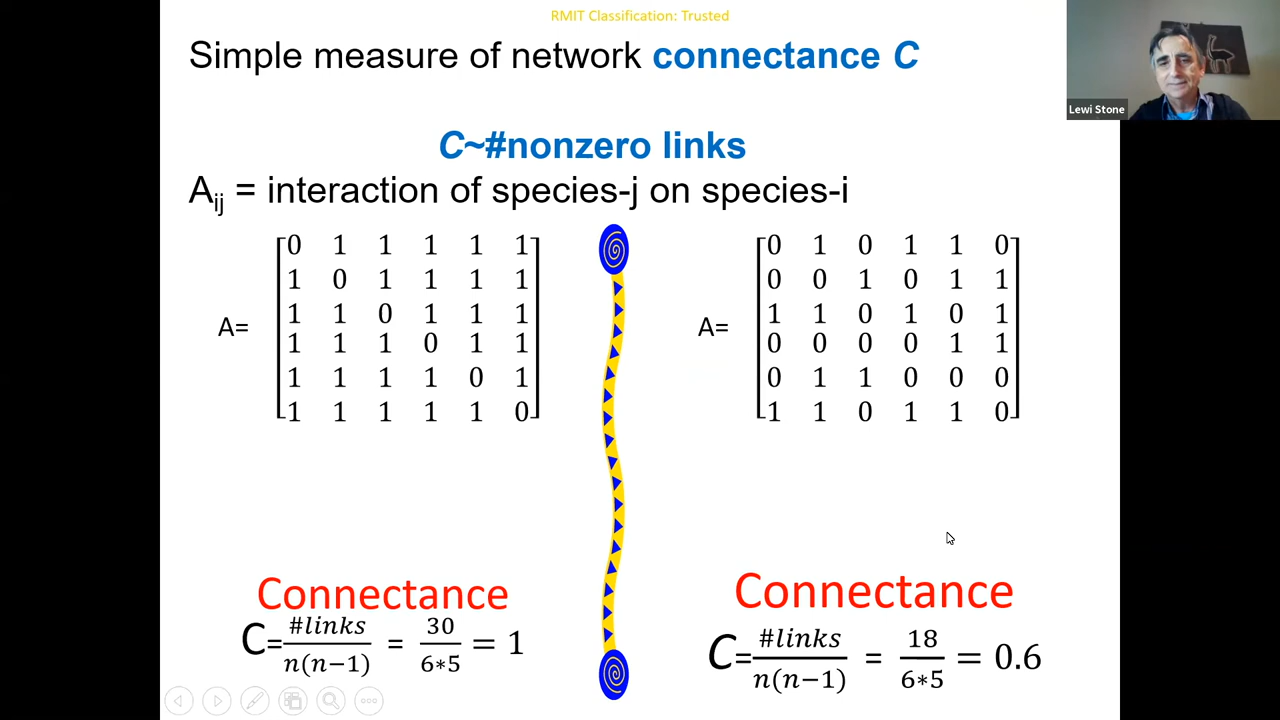 RMIT Classification: Trusted
Simple measure of network connectance C
Lewi Stone
C~#nonzero links
Aij = interaction of species-j on species-i
A=
0 1 1 1 1 1
1 0 1 1 1 1
1 1 0 1 1 1
1 1 1 0 1 1
1 1 1 1 0 1
1 1 1 1 1 0
A=
0 1 0 1 1 0
0 0 1 0 1 1
1 1 0 1 0 1
0 0 0 0 1 1
0 1 1 0 0 0
1 1 0 1 1 0
Connectance
C= #links / n(n−1) = 30 / 6∗5 = 1
Connectance
C= #links / n(n−1) = 18 / 6∗5 = 0.6